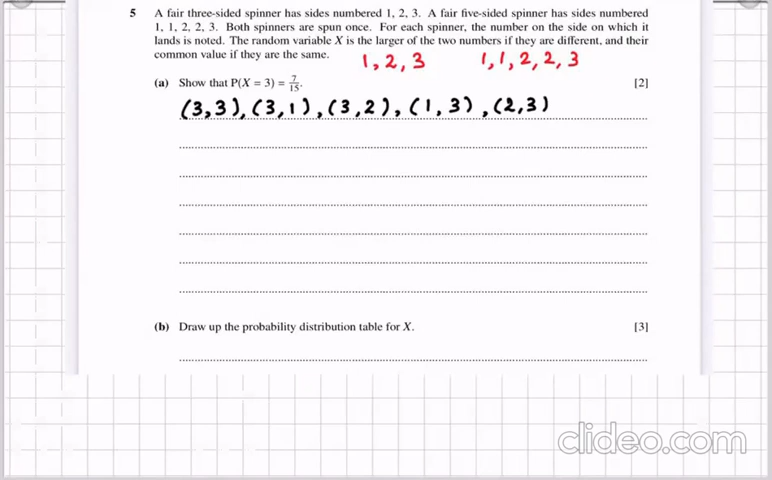 5 A fair three-sided spinner has sides numbered 1, 2, 3. A fair five-sided spinner has sides numbered
1, 1, 2, 2, 3. Both spinners are spun once. For each spinner, the number on the side on which it
lands is noted. The random variable X is the larger of the two numbers if they are different, and their
common value if they are the same.
1, 2, 3 1, 1, 2, 2, 3
(a) Show that P(X = 3) = 7/15. [2]
(3,3), (3,1), (3,2), (1,3), (2,3)
(b) Draw up the probability distribution table for X. [3]
clideo.com